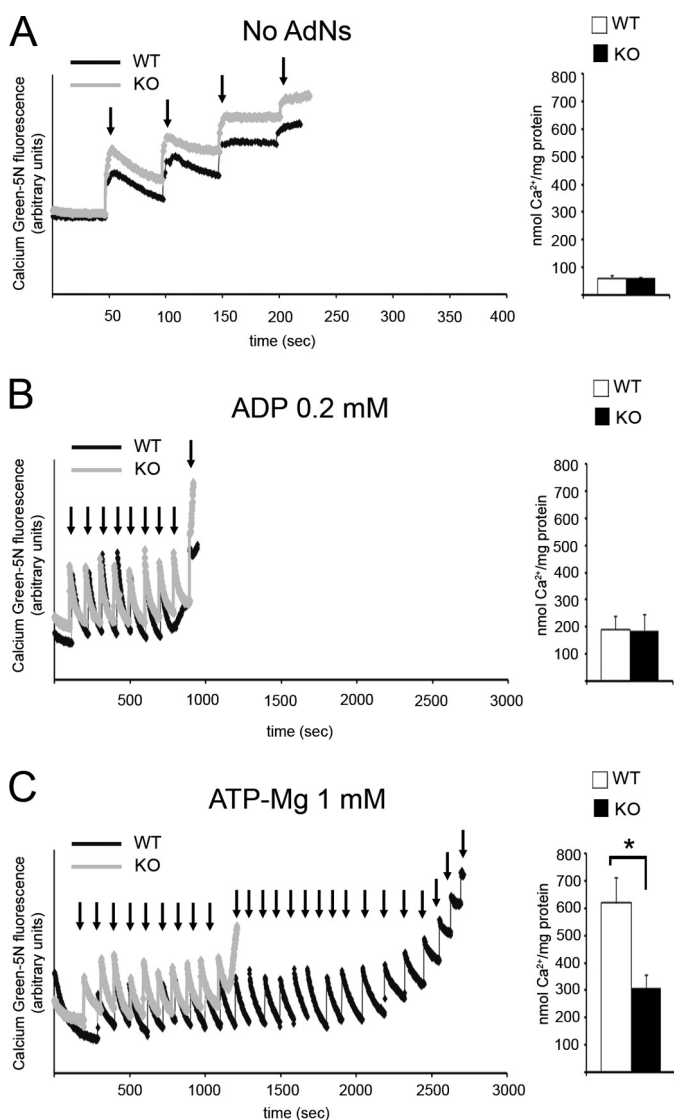 A
No AdNs
WT
KO
Calcium Green-5N fluorescence
(arbitrary units)
50 100 150 200 250 300 350 400
time (sec)
WT
KO
nmol Ca²⁺/mg protein
800
700
600
500
400
300
200
100
B
ADP 0.2 mM
WT
KO
Calcium Green-5N fluorescence
(arbitrary units)
500 1000 1500 2000 2500 3000
time (sec)
WT
KO
nmol Ca²⁺/mg protein
800
700
600
500
400
300
200
100
C
ATP-Mg 1 mM
WT
KO
Calcium Green-5N fluorescence
(arbitrary units)
500 1000 1500 2000 2500 3000
time (sec)
WT
KO
*
nmol Ca²⁺/mg protein
800
700
600
500
400
300
200
100